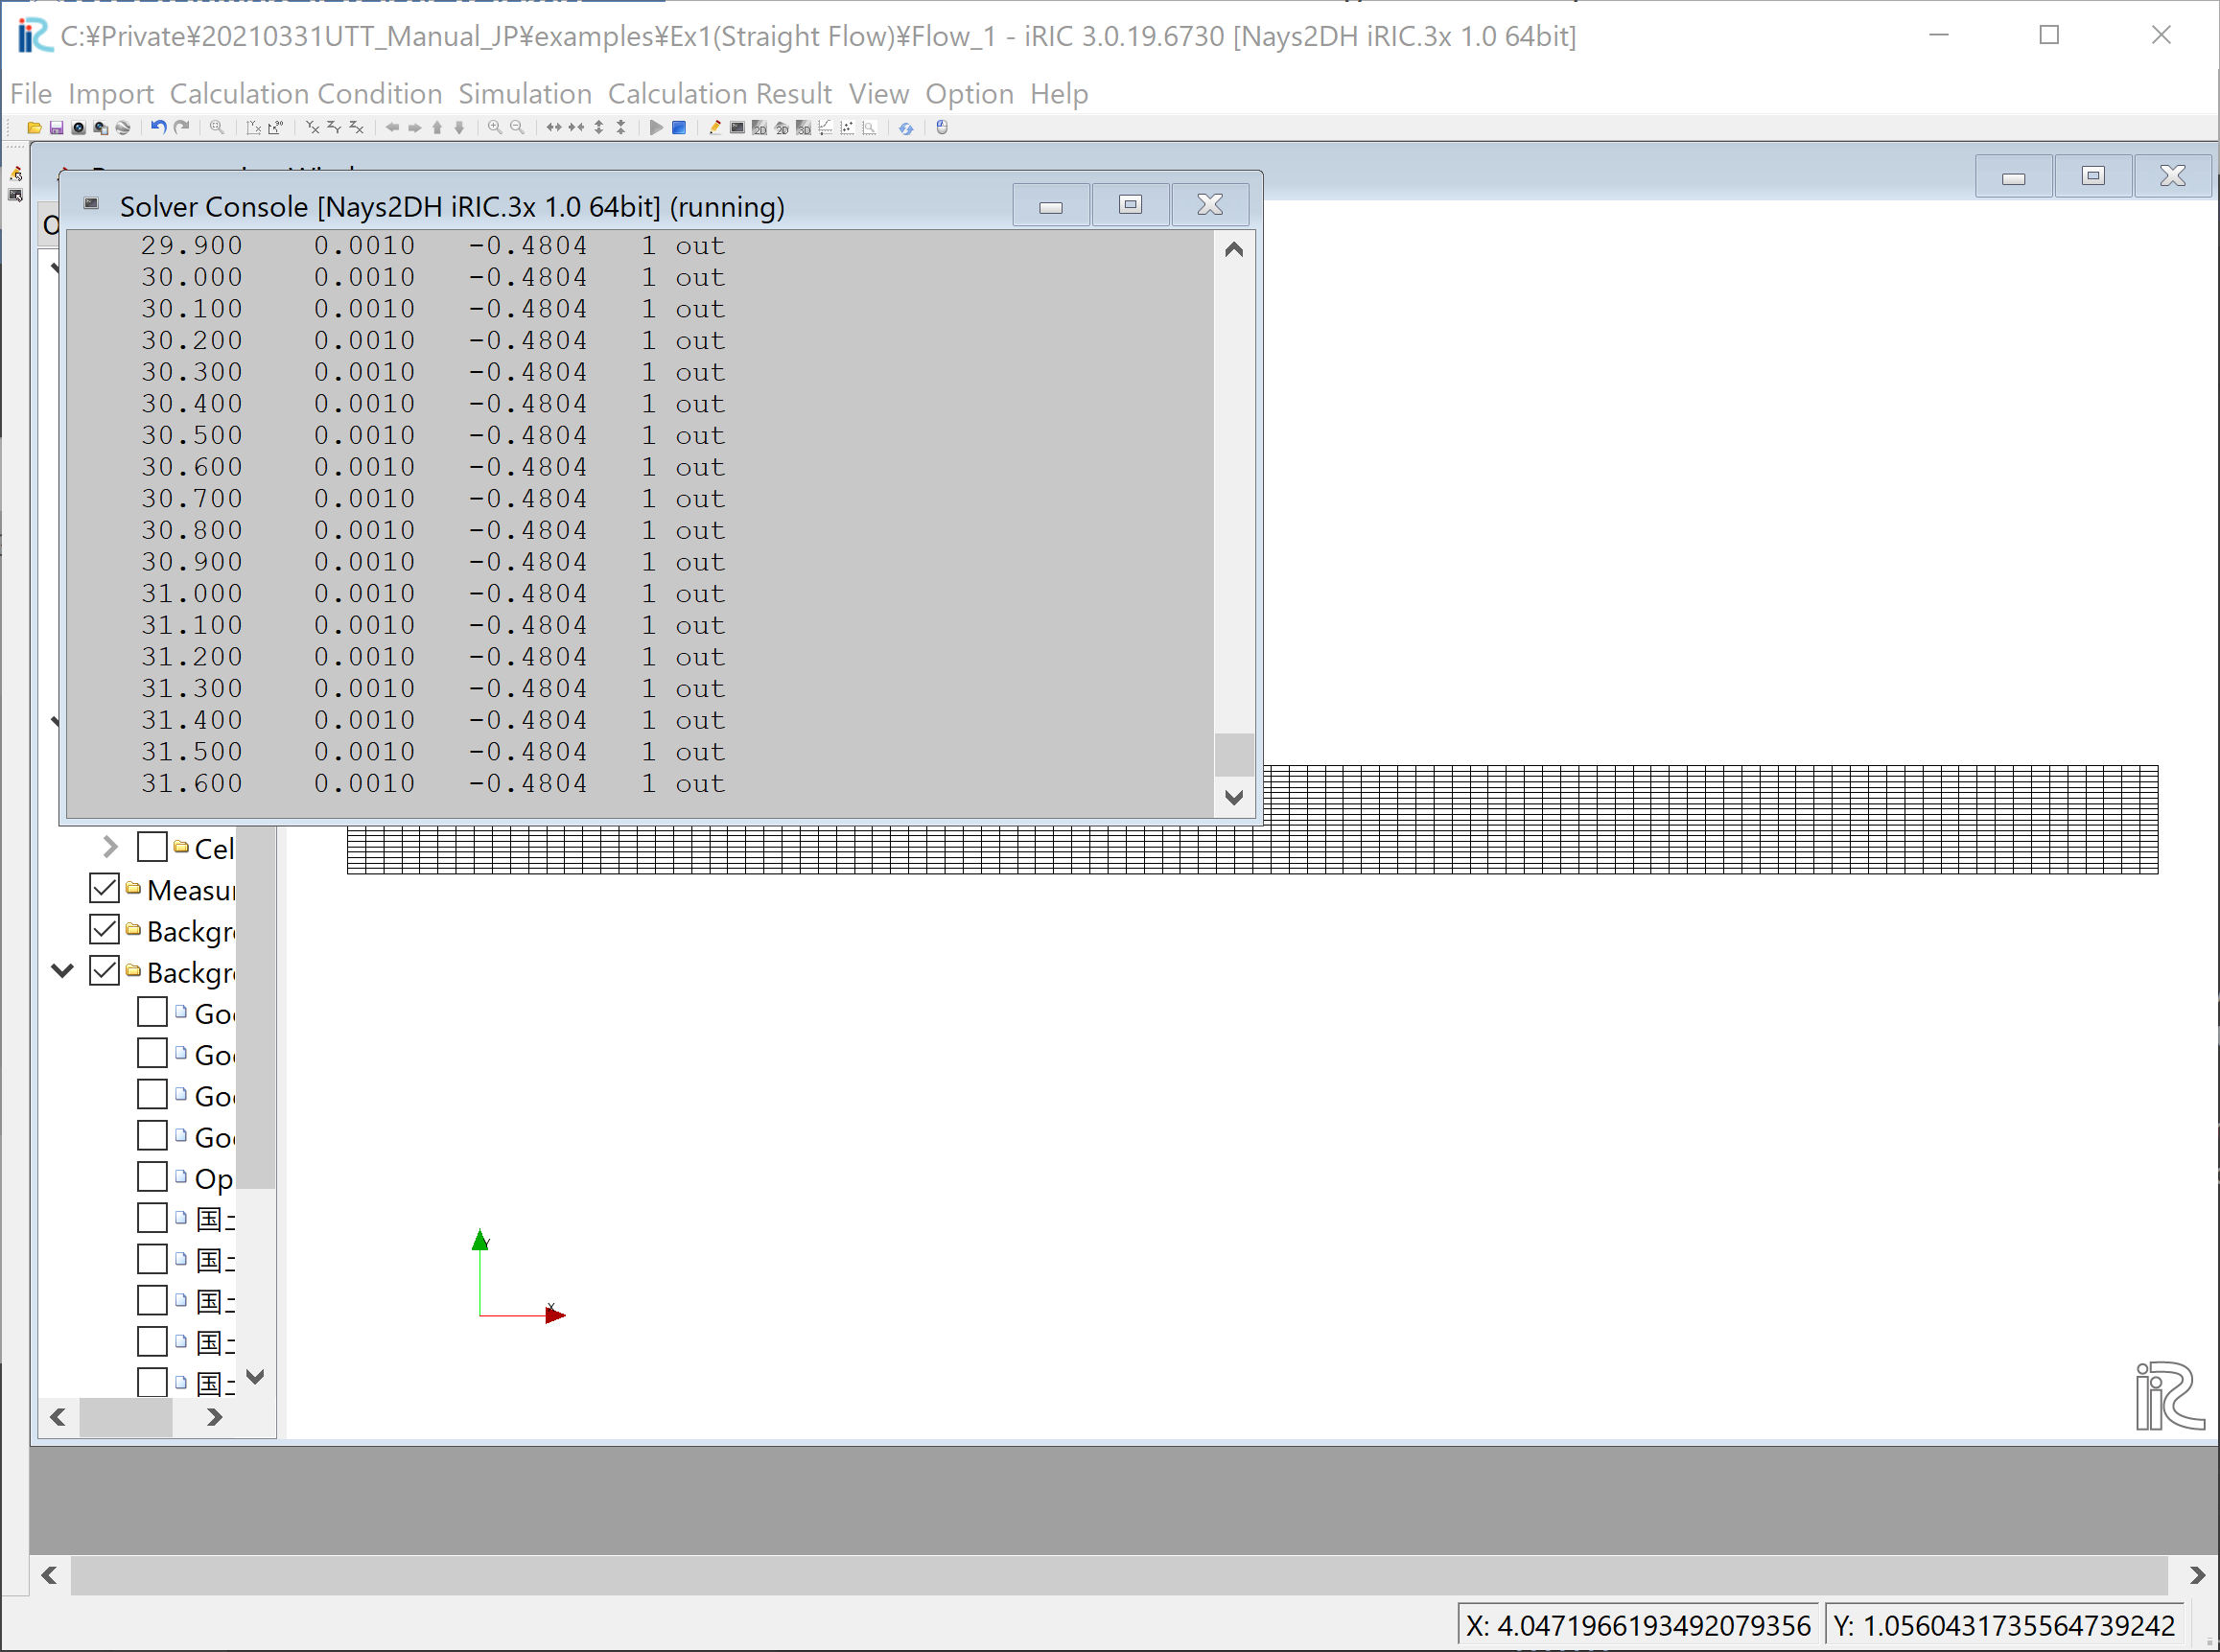 C:¥Private¥20210331UTT_Manual_JP¥examples¥Ex1(Straight Flow)¥Flow_1 - iRIC 3.0.19.6730 [Nays2DH iRIC.3x 1.0 64bit]
File Import Calculation Condition Simulation Calculation Result View Option Help
Solver Console [Nays2DH iRIC.3x 1.0 64bit] (running)
29.900 0.0010 -0.4804 1 out
30.000 0.0010 -0.4804 1 out
30.100 0.0010 -0.4804 1 out
30.200 0.0010 -0.4804 1 out
30.300 0.0010 -0.4804 1 out
30.400 0.0010 -0.4804 1 out
30.500 0.0010 -0.4804 1 out
30.600 0.0010 -0.4804 1 out
30.700 0.0010 -0.4804 1 out
30.800 0.0010 -0.4804 1 out
30.900 0.0010 -0.4804 1 out
31.000 0.0010 -0.4804 1 out
31.100 0.0010 -0.4804 1 out
31.200 0.0010 -0.4804 1 out
31.300 0.0010 -0.4804 1 out
31.400 0.0010 -0.4804 1 out
31.500 0.0010 -0.4804 1 out
31.600 0.0010 -0.4804 1 out
Cel
Measur
Backgr
Backgr
Go
Go
Go
Go
Op
国土
国土
国土
国土
国土
Y
X
iRIC
X: 4.0471966193492079356 Y: 1.0560431735564739242